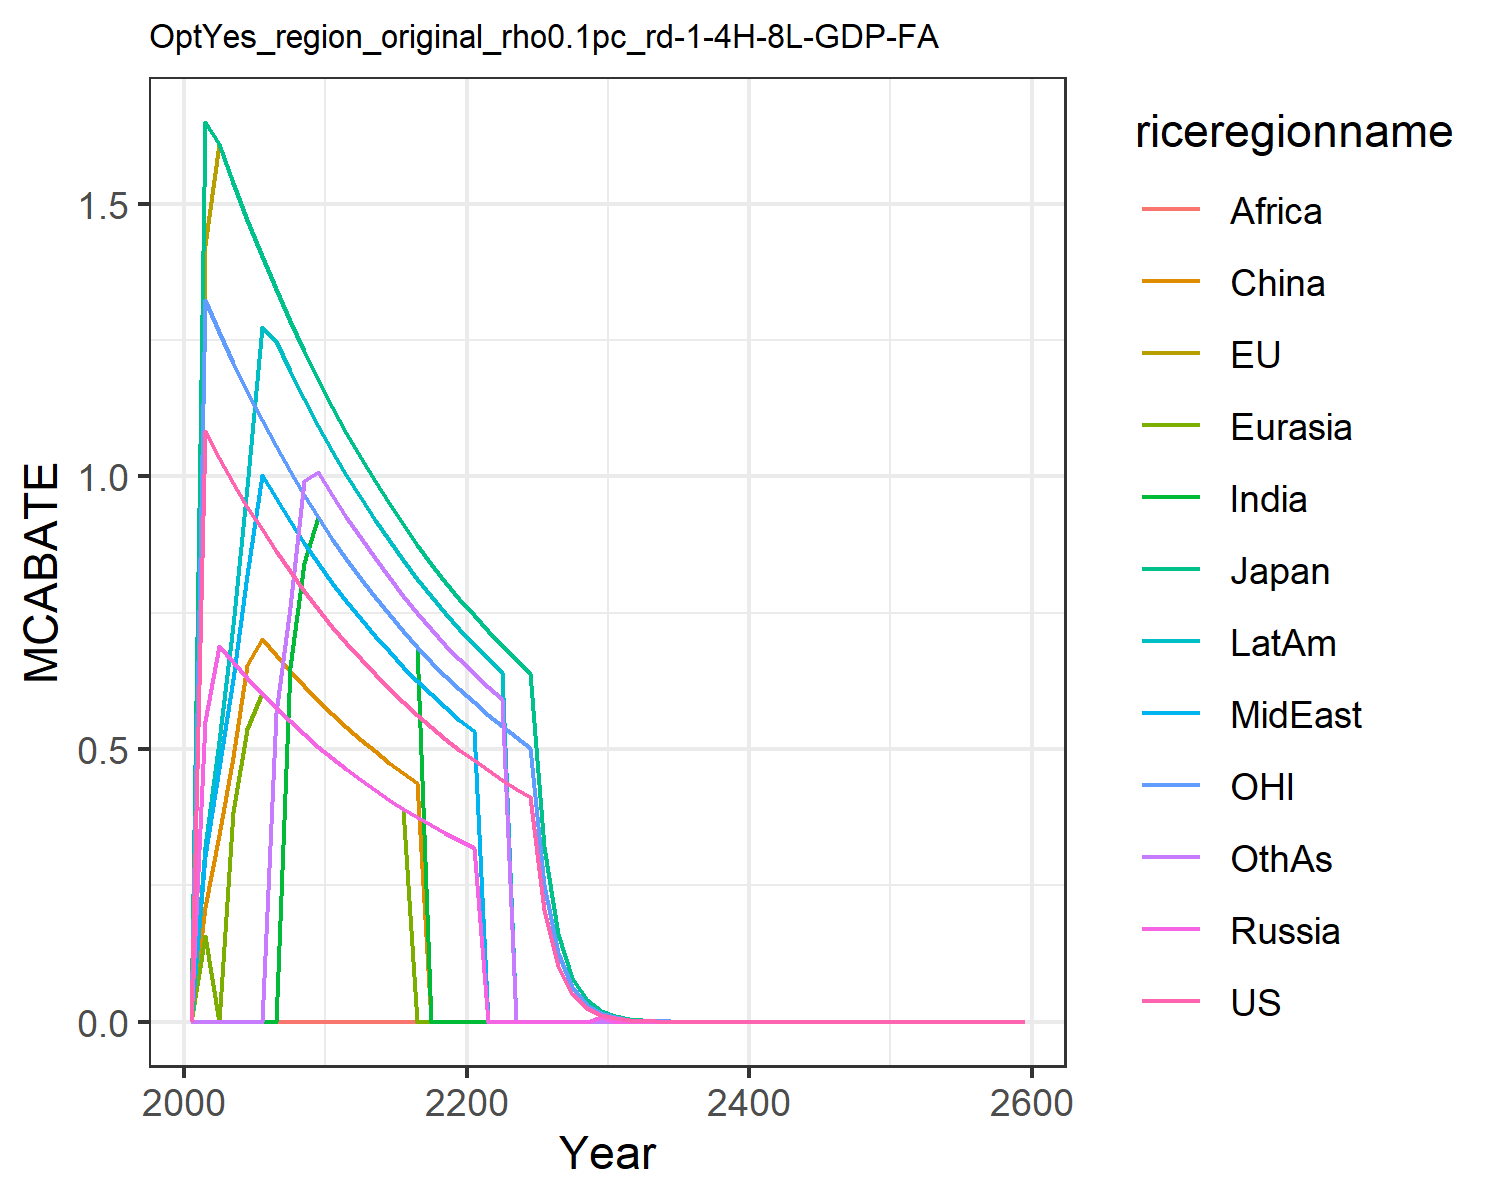 OptYes_region_original_rho0.1pc_rd-1-4H-8L-GDP-FA
MCABATE
1.5
1.0
0.5
0.0
2000
2200
2400
2600
Year
riceregionname
Africa
China
EU
Eurasia
India
Japan
LatAm
MidEast
OHI
OthAs
Russia
US